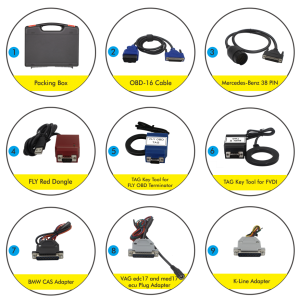 1
Packing Box
2
OBD-16 Cable
3
Mercedes-Benz 38 PIN
4
FLY Red Dongle
5
TAG Key Tool for
FLY OBD Terminator
6
TAG Key Tool for FVDI
7
BMW CAS Adapter
8
VAG edc17 and med17
ecu Plug Adapter
9
K-Line Adapter